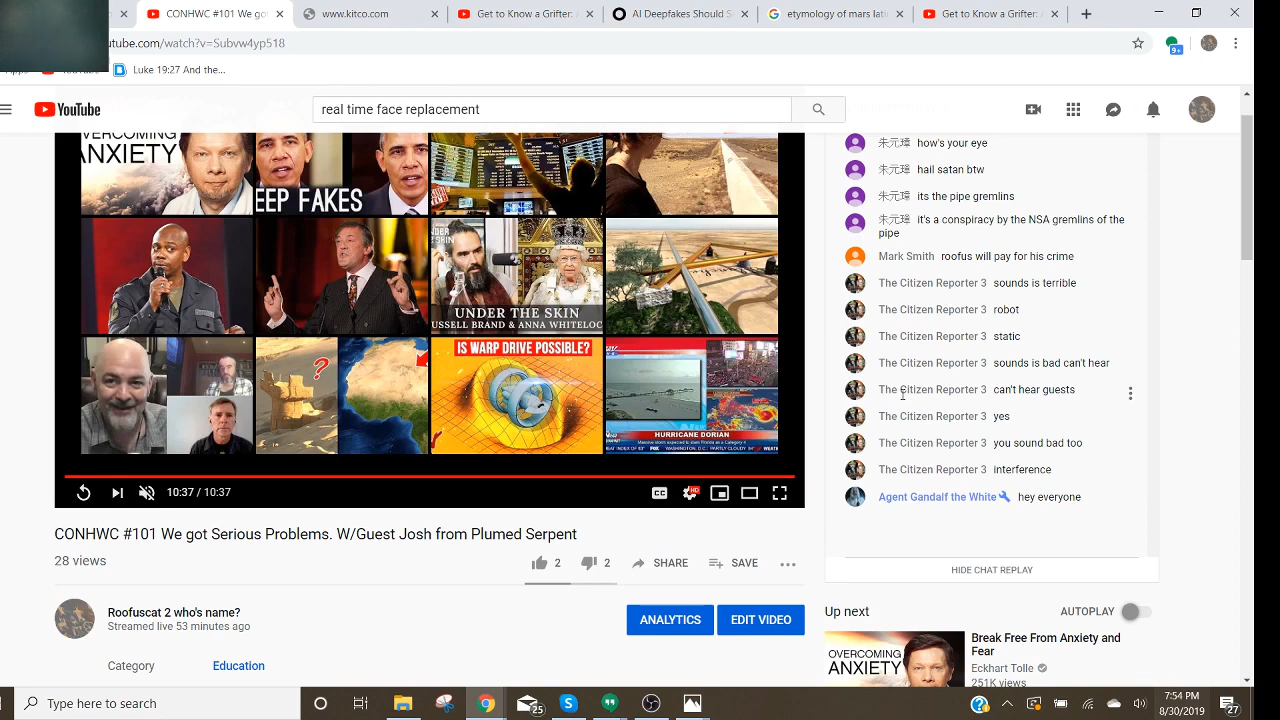 CONHWC #101 We got
www.kitco.com
Get to Know a Grifter:
AI Deepfakes Should S
etymology of mars lati
Get to Know a Grifter: A
utube.com/watch?v=Subvw4yp518
9+
Luke 19:27 And the...
YouTube
real time face replacement
OVERCOMING
ANXIETY
EEP FAKES
UNDER THE SKIN
USSELL BRAND & ANNA WHITELOC
IS WARP DRIVE POSSIBLE?
?
HURRICANE DORIAN
朱元璋 how's your eye
朱元璋 hail satan btw
朱元璋 its the pipe gremlins
朱元璋 it's a conspiracy by the NSA gremlins of the
pipe
Mark Smith roofus will pay for his crime
The Citizen Reporter 3 sounds is terrible
The Citizen Reporter 3 robot
The Citizen Reporter 3 static
The Citizen Reporter 3 sounds is bad can't hear
The Citizen Reporter 3 can't hear guests
The Citizen Reporter 3 yes
The Citizen Reporter 3 you sound bad too
The Citizen Reporter 3 interference
Agent Gandalf the White hey everyone
HIDE CHAT REPLAY
10:37 / 10:37
CC
HD
CONHWC #101 We got Serious Problems. W/Guest Josh from Plumed Serpent
28 views
2
2
SHARE
SAVE
Roofuscat 2 who's name?
Streamed live 53 minutes ago
ANALYTICS
EDIT VIDEO
Category
Education
Up next
AUTOPLAY
OVERCOMING
ANXIETY
Break Free From Anxiety and
Fear
Eckhart Tolle
251K views
Type here to search
25
7:54 PM
8/30/2019
27